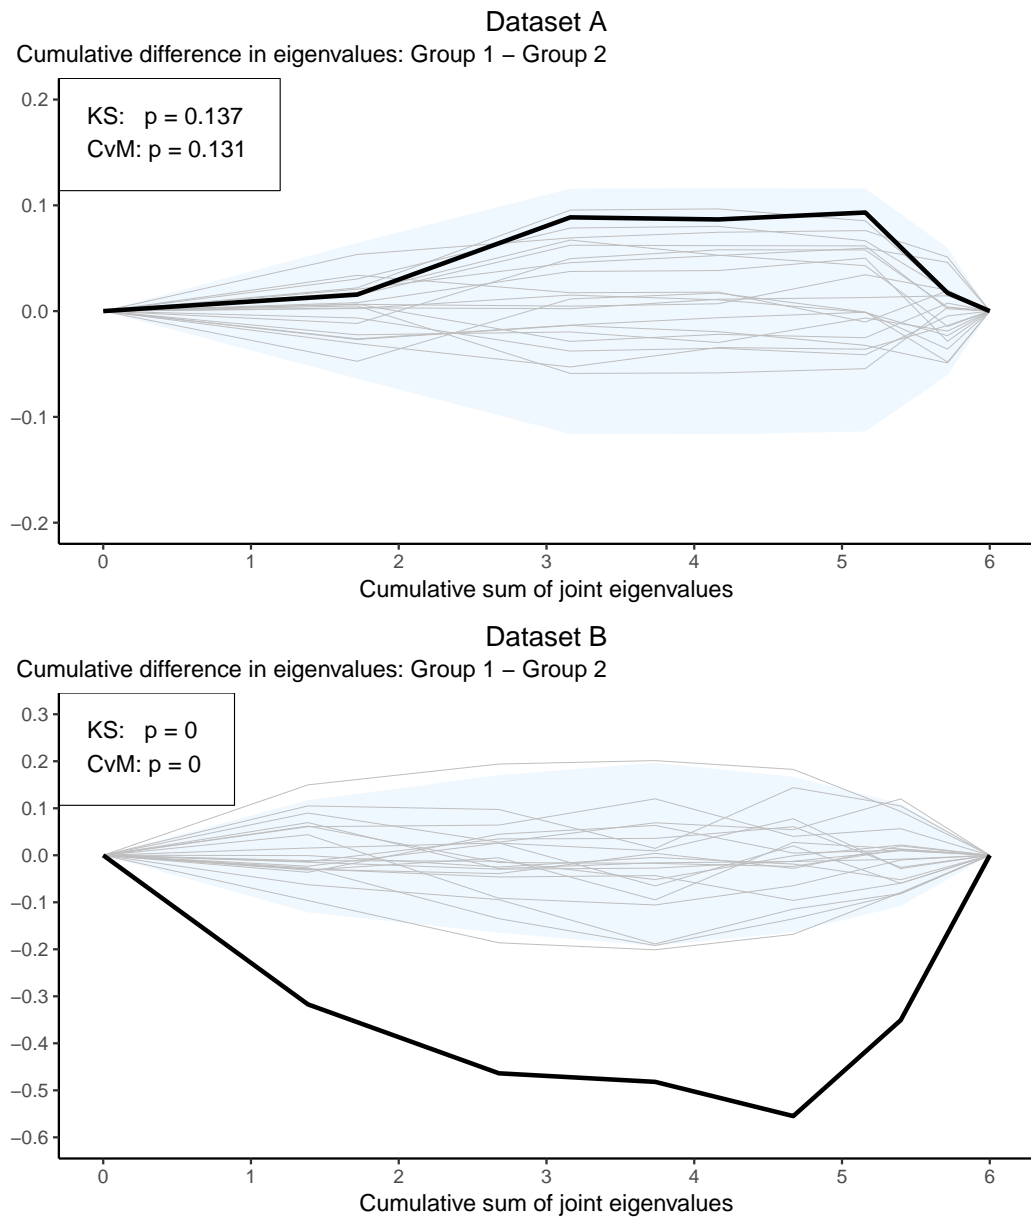 Dataset A
Cumulative difference in eigenvalues: Group 1 − Group 2
KS: p = 0.137
CvM: p = 0.131
0.2
0.1
0.0
−0.1
−0.2
0 1 2 3 4 5 6
Cumulative sum of joint eigenvalues
Dataset B
Cumulative difference in eigenvalues: Group 1 − Group 2
KS: p = 0
CvM: p = 0
0.3
0.2
0.1
0.0
−0.1
−0.2
−0.3
−0.4
−0.5
−0.6
0 1 2 3 4 5 6
Cumulative sum of joint eigenvalues